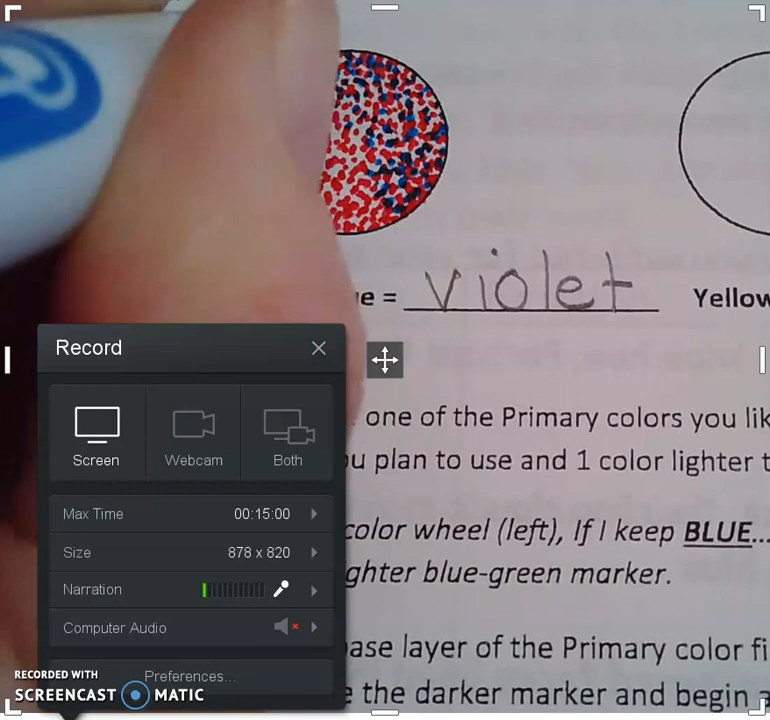 violet
e = Yellow
Record
Screen Webcam Both
one of the Primary colors you
plan to use and 1 color lighter
Max Time 00:15:00
color wheel (left), If I keep BLUE...
Size 878 x 820
ghter blue-green marker.
Narration
Computer Audio
ase layer of the Primary color
Preferences...
RECORDED WITH
SCREENCAST MATIC
the darker marker and begin